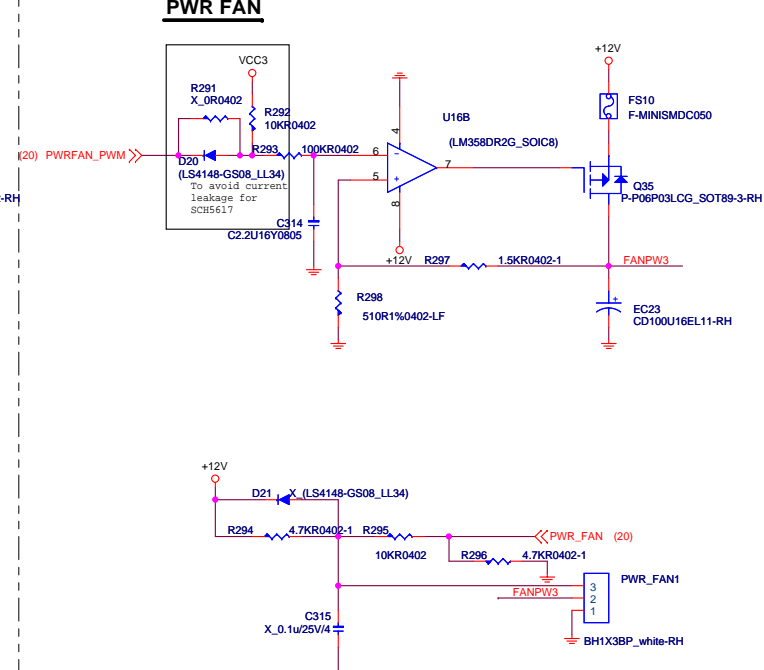 PWR FAN
+12V
VCC3
R291
X_0R0402
FS10
F-MINISMDC050
R292
10KR0402
U16B
(LM358DR2G_SOIC8)
4
(20) PWRFAN_PWM
R293 100KR0402
6
-
7
D20
(LS4148-GS08_LL34)
To avoid current
leakage for
SCH5617
5
+
8
Q35
P-P06P03LCG_SOT89-3-RH
-RH
C314
C2.2U16Y0805
+12V
R297 1.5KR0402-1
FANPW3
R298
510R1%0402-LF
+
EC23
CD100U16EL11-RH
+12V
D21 X_(LS4148-GS08_LL34)
R294 4.7KR0402-1 R295
PWR_FAN (20)
10KR0402
R296 4.7KR0402-1
PWR_FAN1
3
FANPW3
2
1
C315
X_0.1u/25V/4
BH1X3BP_white-RH